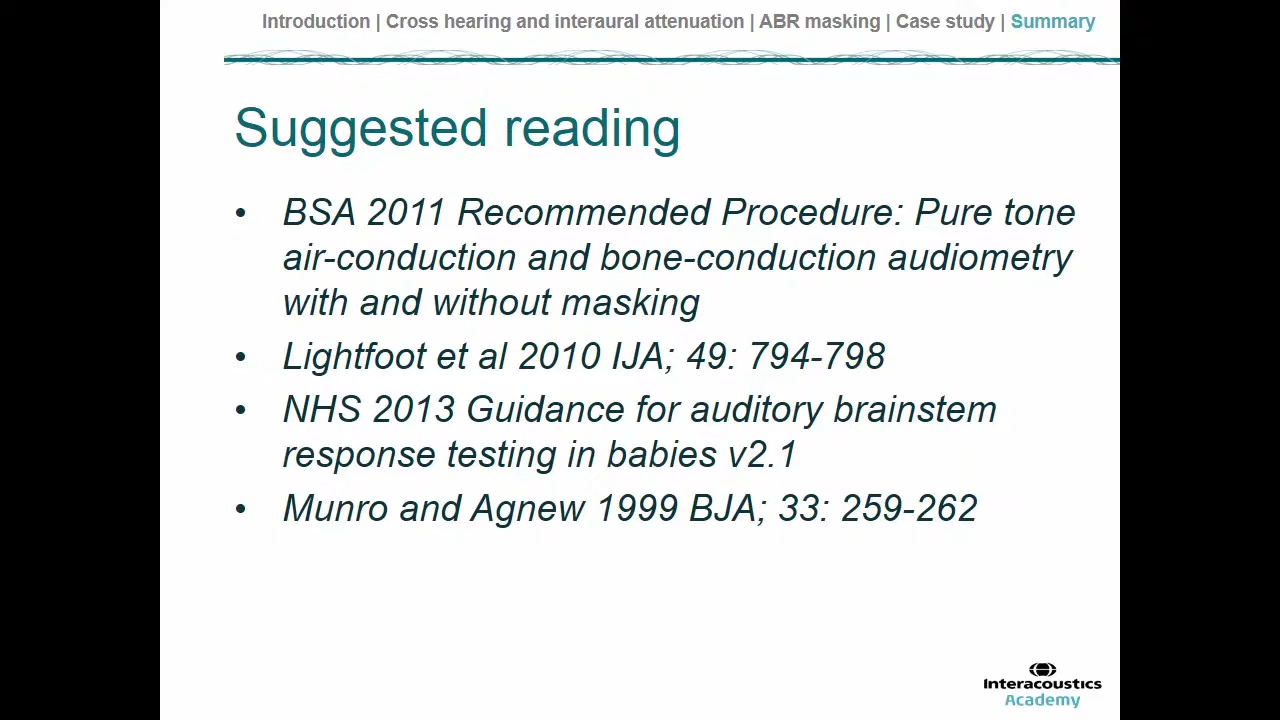 Introduction | Cross hearing and interaural attenuation | ABR masking | Case study | Summary
Suggested reading
• BSA 2011 Recommended Procedure: Pure tone
air-conduction and bone-conduction audiometry
with and without masking
• Lightfoot et al 2010 IJA; 49: 794-798
• NHS 2013 Guidance for auditory brainstem
response testing in babies v2.1
• Munro and Agnew 1999 BJA; 33: 259-262
Interacoustics
Academy